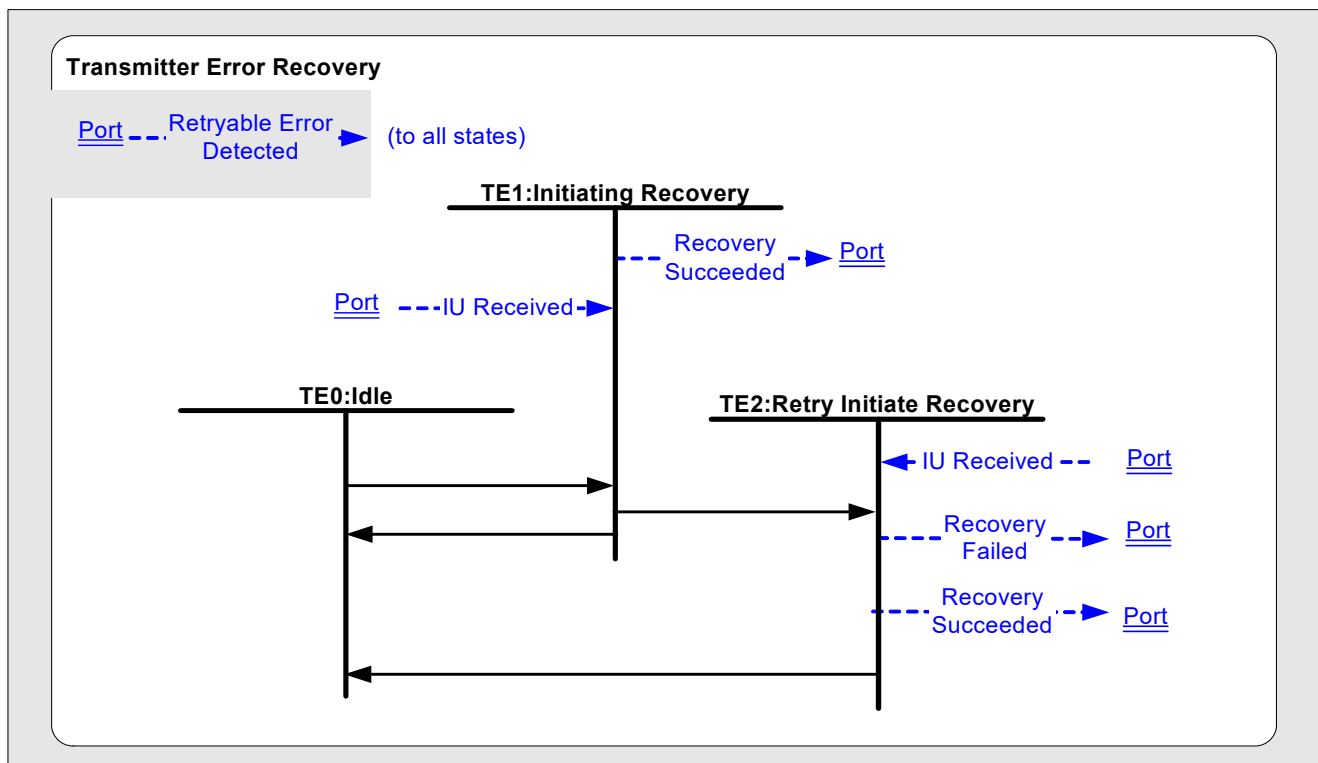 Transmitter Error Recovery
Port
Retryable Error
Detected
(to all states)
TE1:Initiating Recovery
Recovery
Succeeded
Port
Port
IU Received
TE0:Idle
TE2:Retry Initiate Recovery
IU Received
Port
Recovery
Failed
Port
Recovery
Succeeded
Port